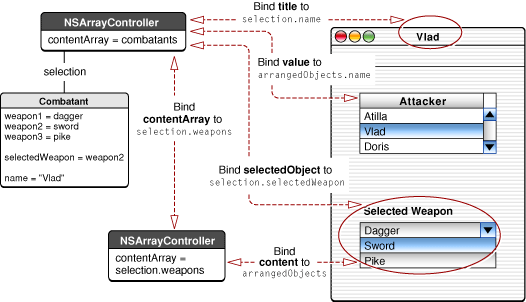 NSArrayController
contentArray = combatants
selection
Combatant
weapon1 = dagger
weapon2 = sword
weapon3 = pike
selectedWeapon = weapon2
name = "Vlad"
Bind title to
selection.name
Bind value to
arrangedObjects.name
Bind
contentArray to
selection.weapons
Bind selectedObject to
selection.selectedWeapon
NSArrayController
contentArray =
selection.weapons
Bind
content to
arrangedObjects
Vlad
Attacker
Atilla
Vlad
Doris
Selected Weapon
Dagger
Sword
Pike